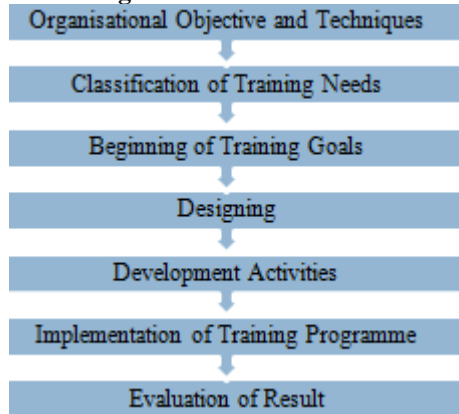 Organisational Objective and Techniques
Classification of Training Needs
Beginning of Training Goals
Designing
Development Activities
Implementation of Training Programme
Evaluation of Result